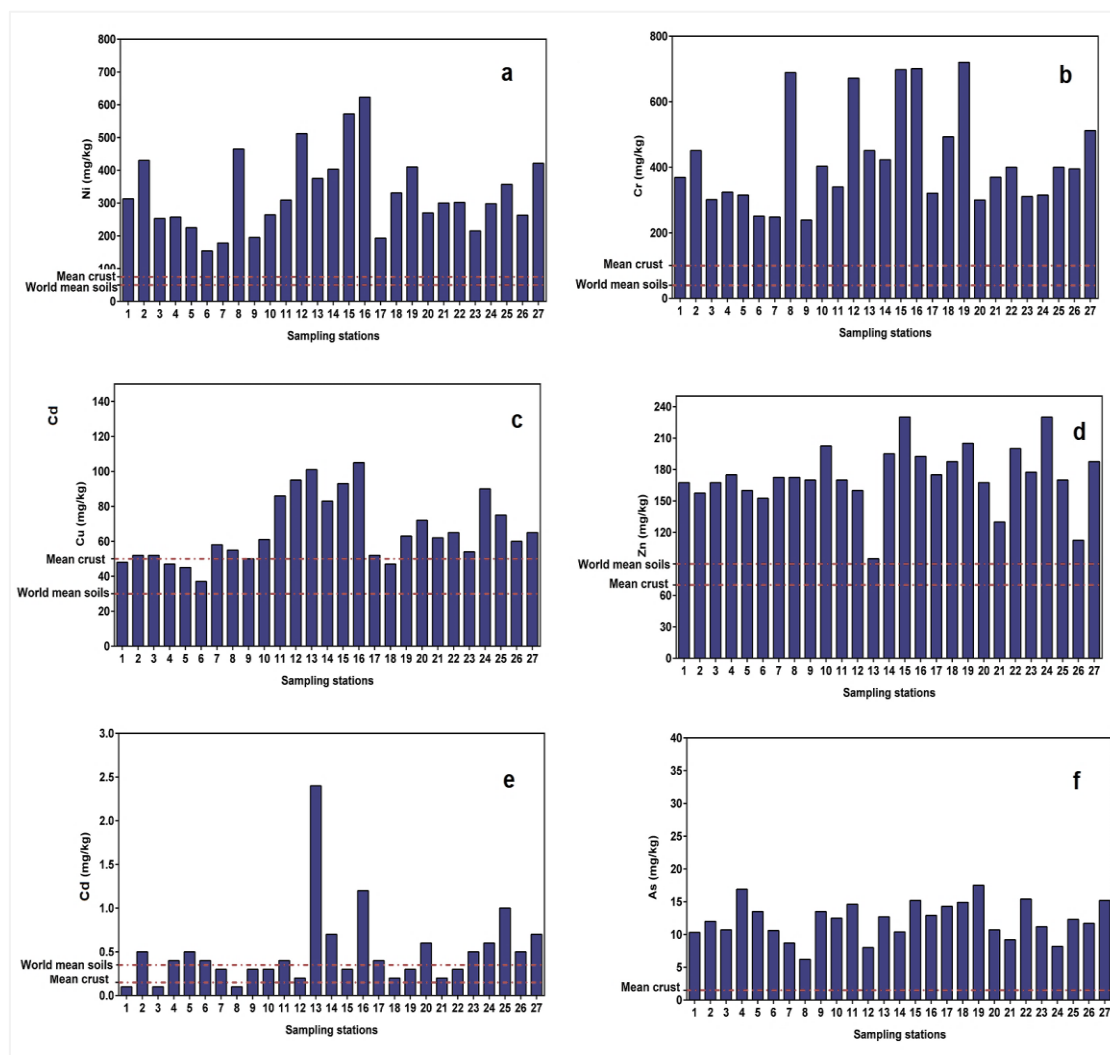 a
Ni (mg/kg)
800
700
600
500
400
300
200
100
0
Mean crust
World mean soils
1 2 3 4 5 6 7 8 9 10 11 12 13 14 15 16 17 18 19 20 21 22 23 24 25 26 27
Sampling stations
b
Cr (mg/kg)
800
600
400
200
0
Mean crust
World mean soils
1 2 3 4 5 6 7 8 9 10 11 12 13 14 15 16 17 18 19 20 21 22 23 24 25 26 27
Sampling stations
Cd
c
Cu (mg/kg)
140
120
100
80
60
40
20
0
Mean crust
World mean soils
1 2 3 4 5 6 7 8 9 10 11 12 13 14 15 16 17 18 19 20 21 22 23 24 25 26 27
Sampling stations
d
Zn (mg/kg)
240
210
180
150
120
90
60
30
0
World mean soils
Mean crust
1 2 3 4 5 6 7 8 9 10 11 12 13 14 15 16 17 18 19 20 21 22 23 24 25 26 27
Sampling stations
e
Cd (mg/kg)
3.0
2.5
2.0
1.5
1.0
0.5
0.0
World mean soils
Mean crust
1 2 3 4 5 6 7 8 9 10 11 12 13 14 15 16 17 18 19 20 21 22 23 24 25 26 27
Sampling stations
f
As (mg/kg)
40
35
30
25
20
15
10
5
0
Mean crust
1 2 3 4 5 6 7 8 9 10 11 12 13 14 15 16 17 18 19 20 21 22 23 24 25 26 27
Sampling stations